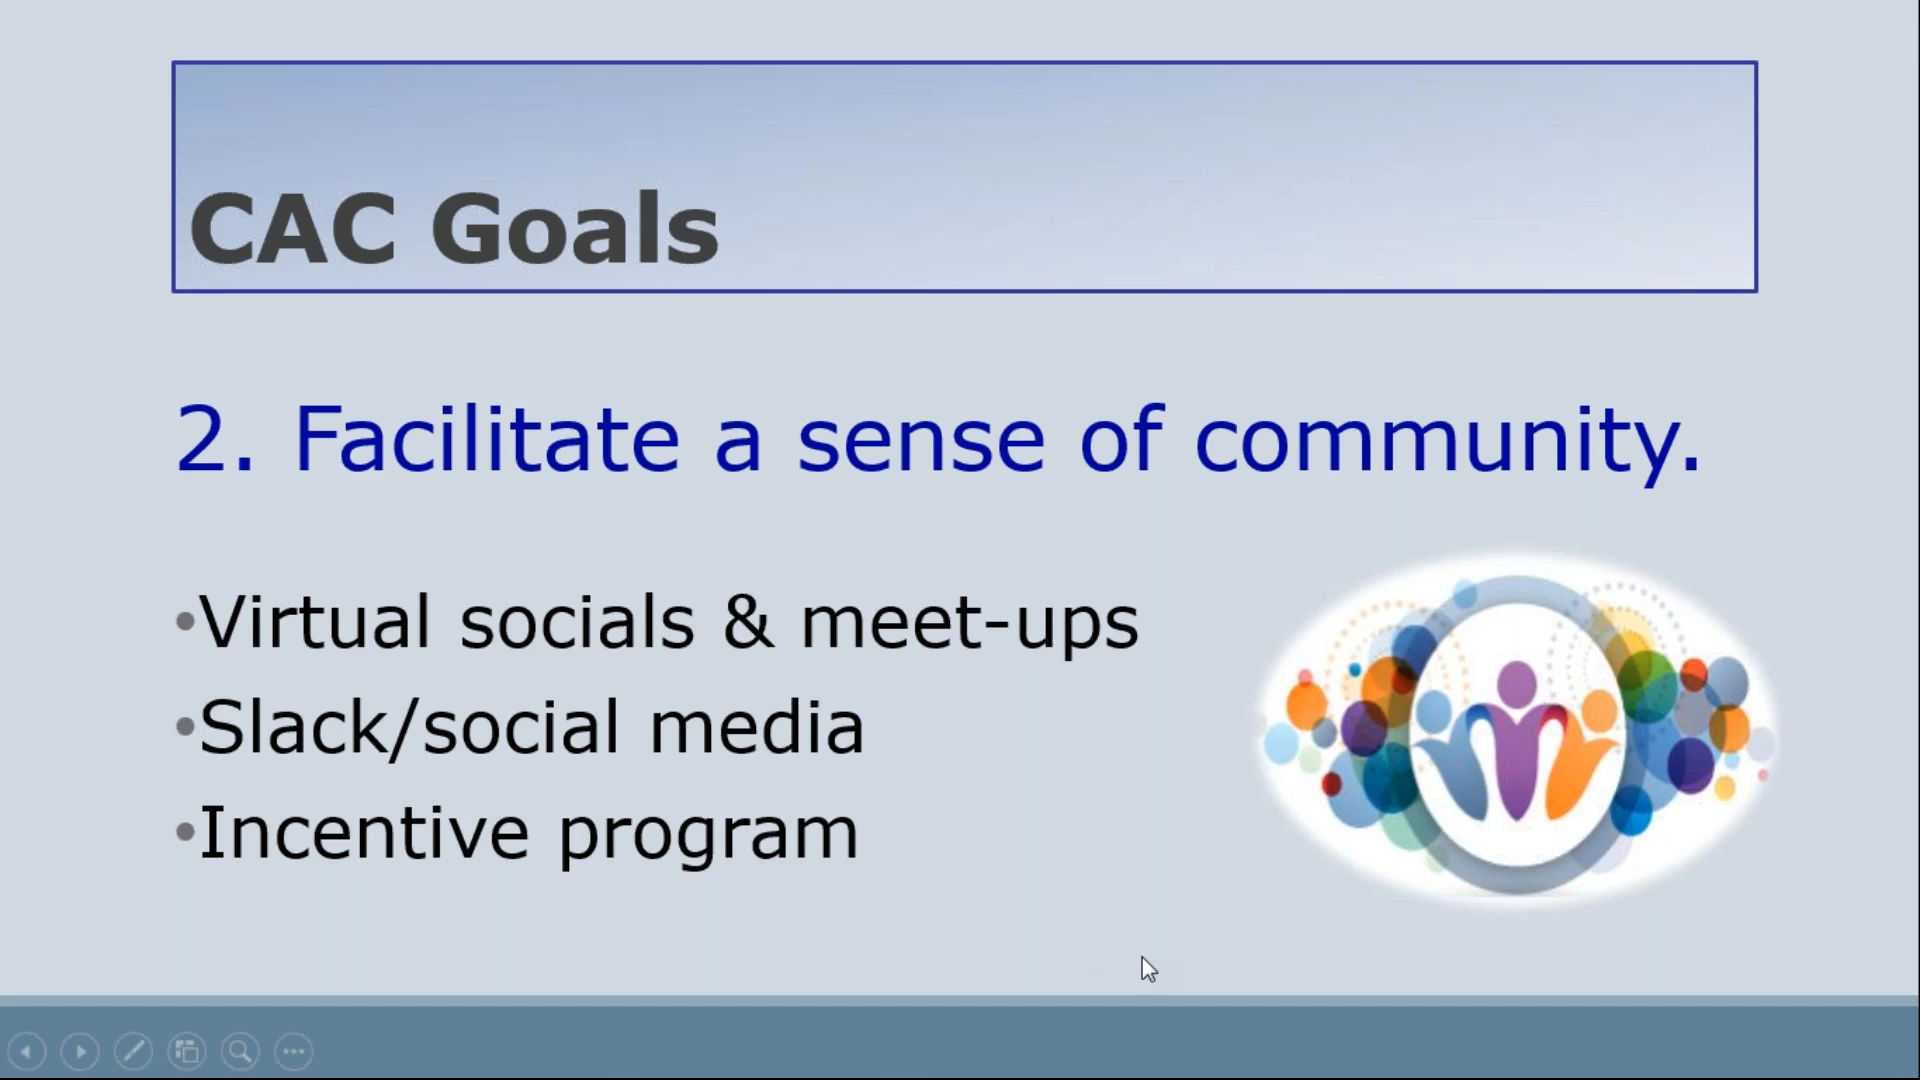 CAC Goals
2. Facilitate a sense of community.
•Virtual socials & meet-ups
•Slack/social media
•Incentive program